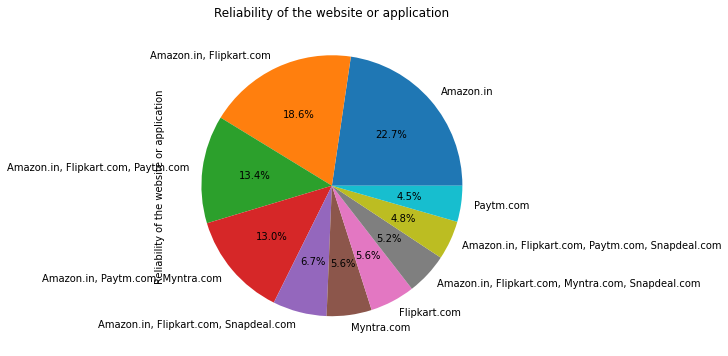 Reliability of the website or application
Amazon.in, Flipkart.com
Amazon.in
18.6%
22.7%
Reliability of the website or application
Amazon.in, Flipkart.com, Paytm.com
13.4%
4.5%
Paytm.com
4.8%
13.0%
5.2%
Amazon.in, Flipkart.com, Paytm.com, Snapdeal.com
5.6%
6.7%
5.6%
Amazon.in, Paytm.com, Myntra.com
Amazon.in, Flipkart.com, Myntra.com, Snapdeal.com
Flipkart.com
Amazon.in, Flipkart.com, Snapdeal.com
Myntra.com